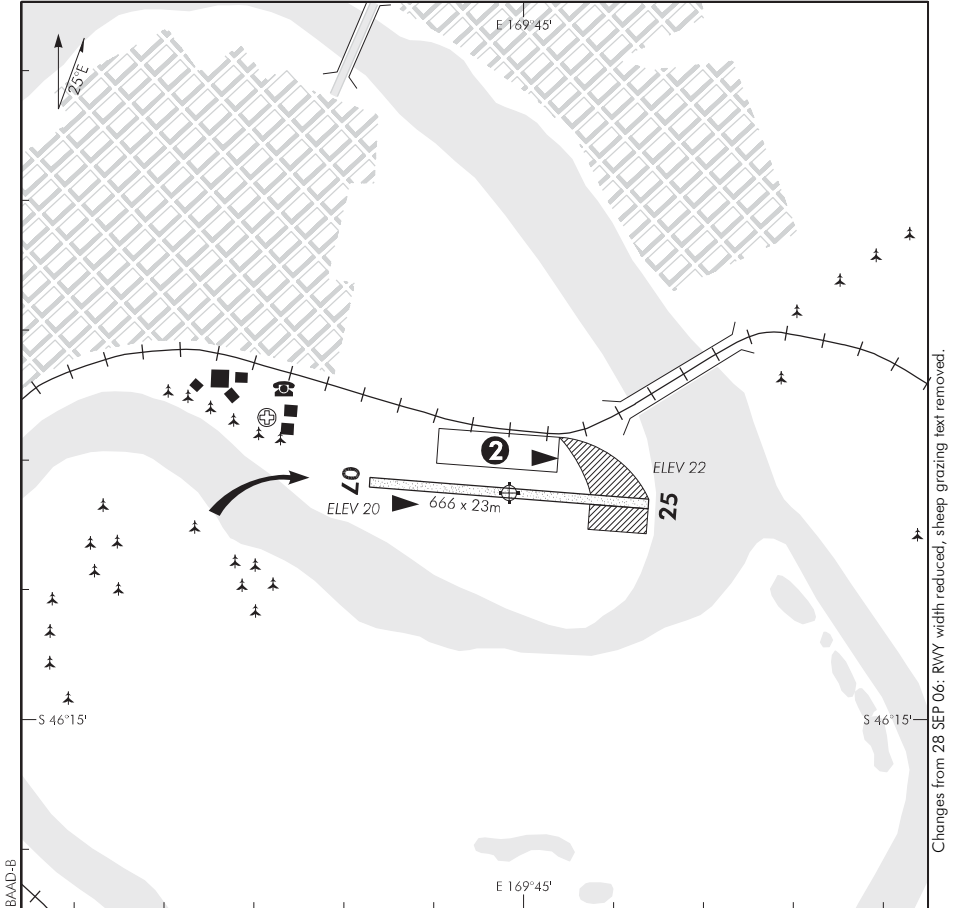 E 169°45'
25°E
2
07
ELEV 20
666 x 23m
ELEV 22
25
S 46°15'
S 46°15'
E 169°45'
BAAD-B
Changes from 28 SEP 06: RWY width reduced, sheep grazing text removed.